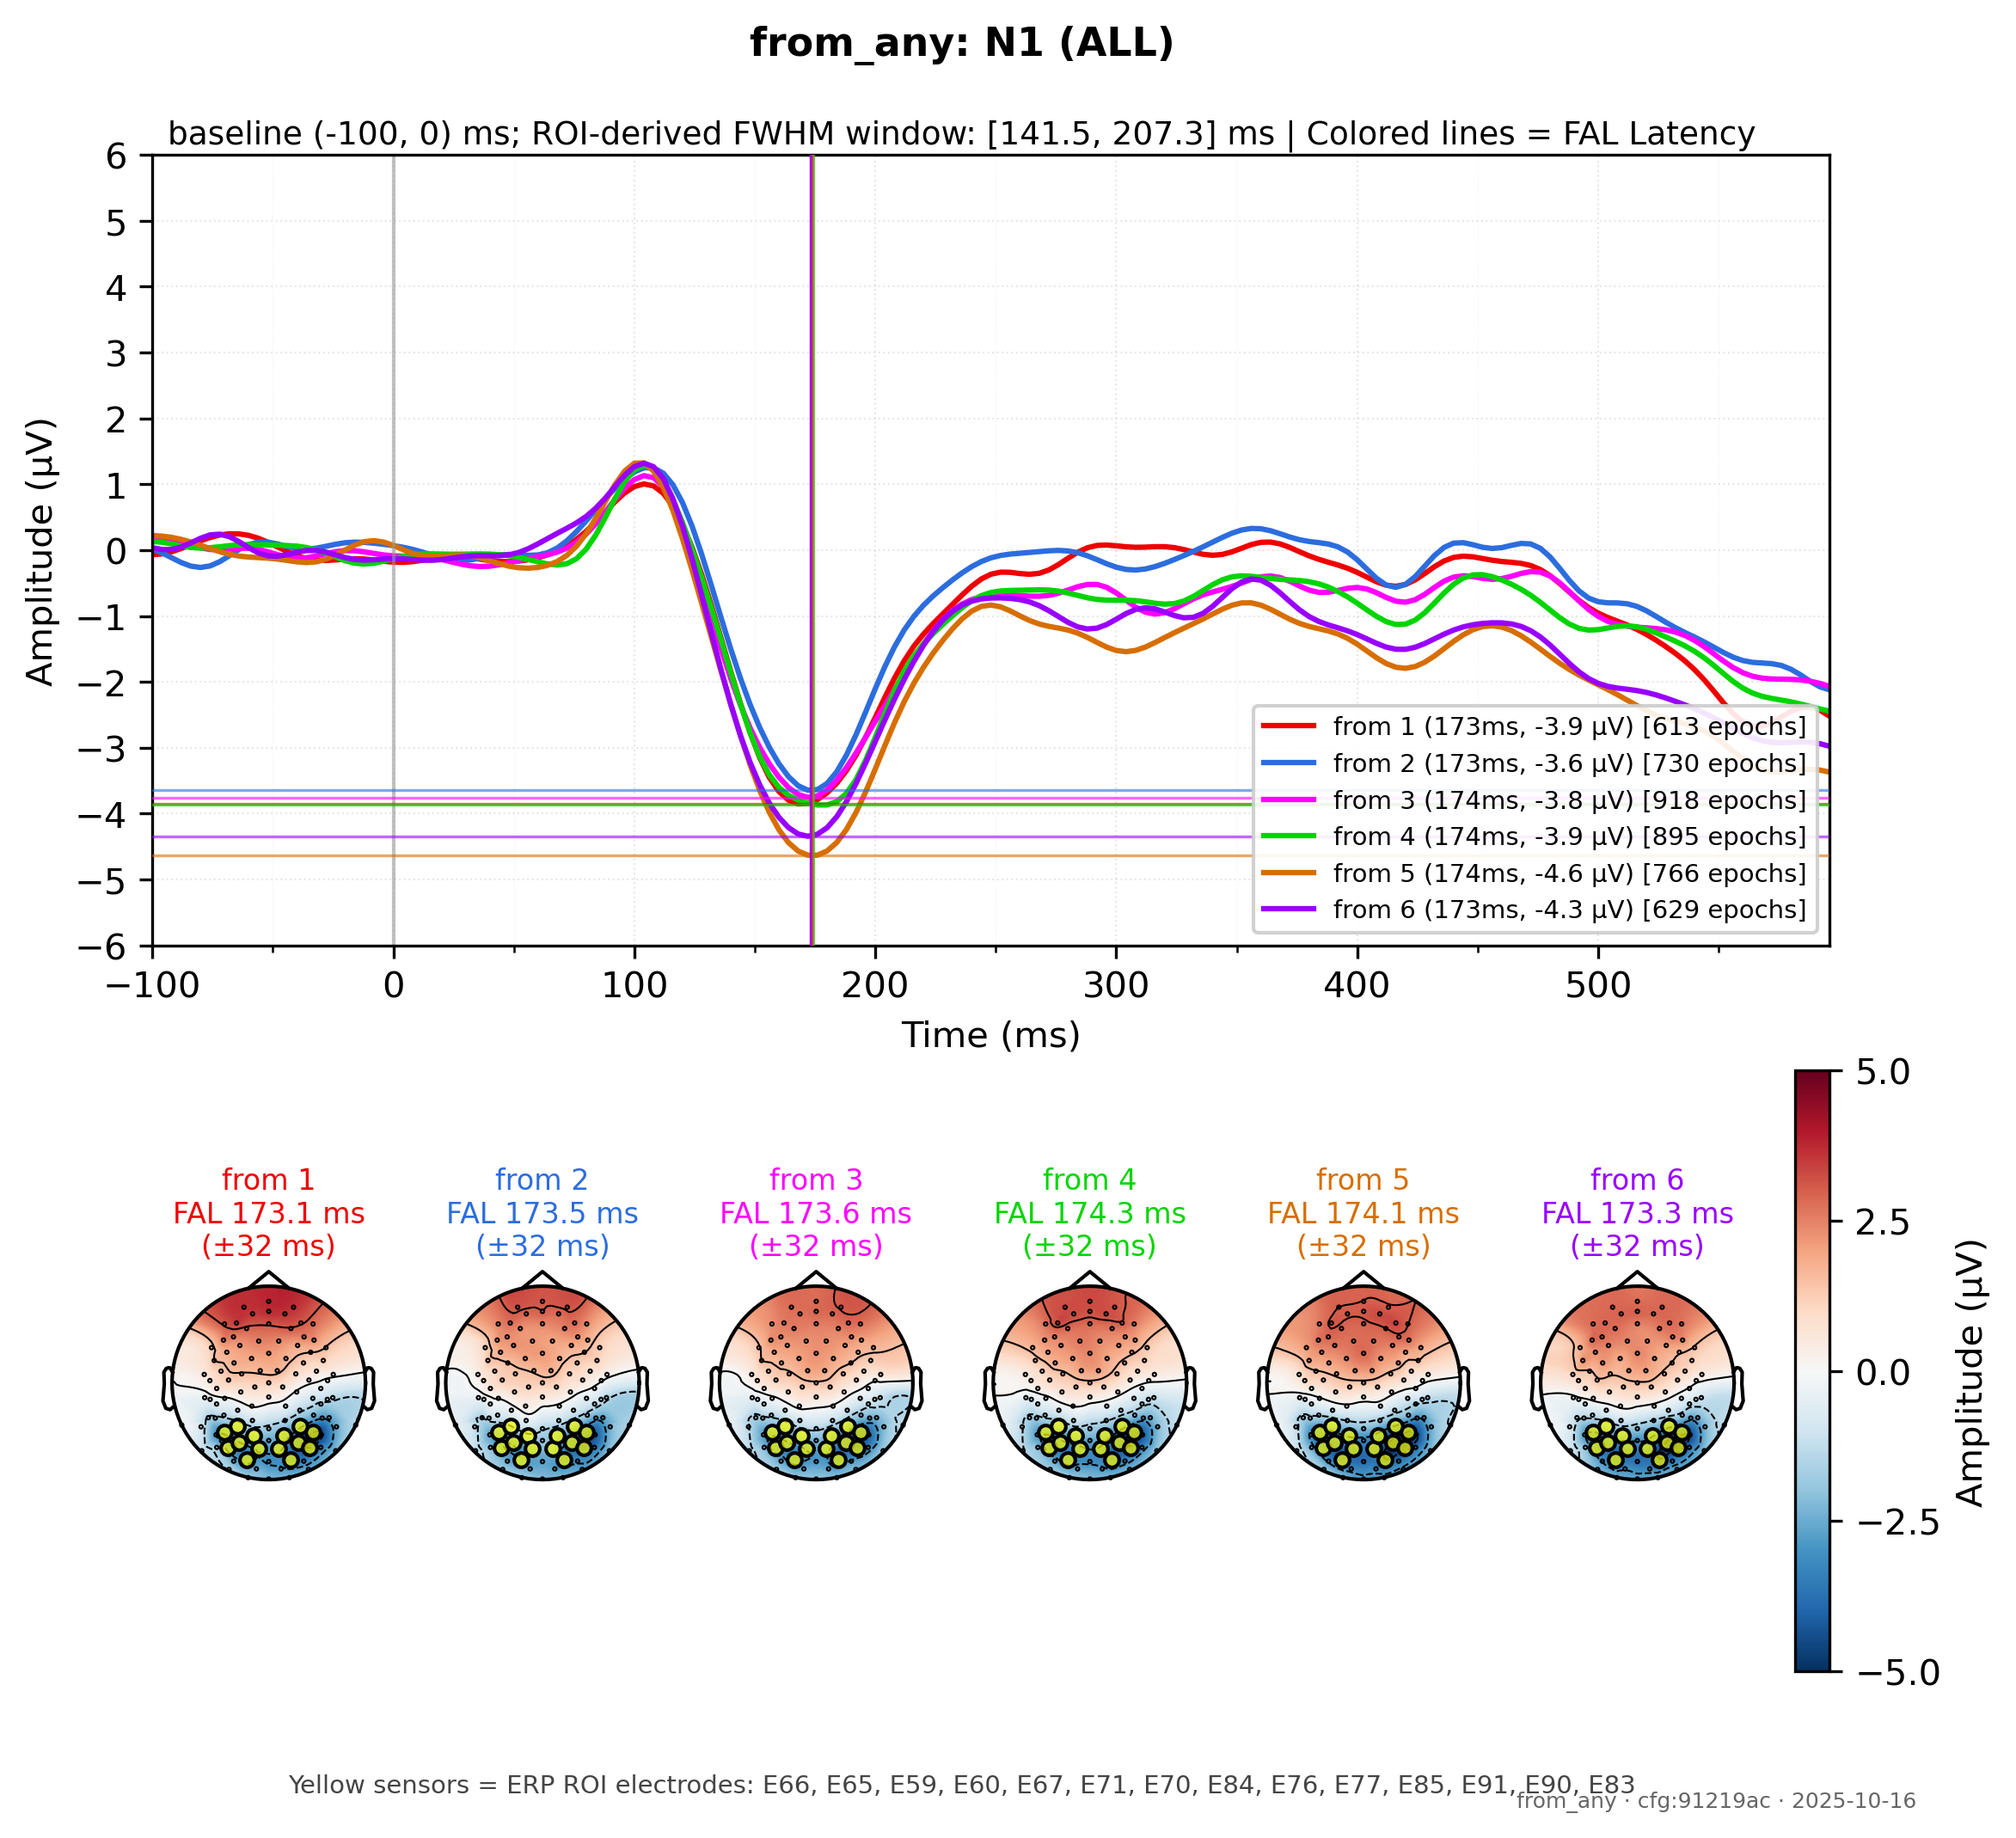 from_any: N1 (ALL)
baseline (-100, 0) ms; ROI-derived FWHM window: [141.5, 207.3] ms | Colored lines = FAL Latency
6
5
4
3
2
1
0
−1
−2
−3
−4
−5
−6
Amplitude (μV)
from 1 (173ms, -3.9 μV) [613 epochs]
from 2 (173ms, -3.6 μV) [730 epochs]
from 3 (174ms, -3.8 μV) [918 epochs]
from 4 (174ms, -3.9 μV) [895 epochs]
from 5 (174ms, -4.6 μV) [766 epochs]
from 6 (173ms, -4.3 μV) [629 epochs]
−100 0 100 200 300 400 500
Time (ms)
from 1
FAL 173.1 ms
(±32 ms)
from 2
FAL 173.5 ms
(±32 ms)
from 3
FAL 173.6 ms
(±32 ms)
from 4
FAL 174.3 ms
(±32 ms)
from 5
FAL 174.1 ms
(±32 ms)
from 6
FAL 173.3 ms
(±32 ms)
5.0
2.5
0.0
−2.5
−5.0
Amplitude (μV)
Yellow sensors = ERP ROI electrodes: E66, E65, E59, E60, E67, E71, E70, E84, E76, E77, E85, E91, E90, E83
from_any · cfg:91219ac · 2025-10-16